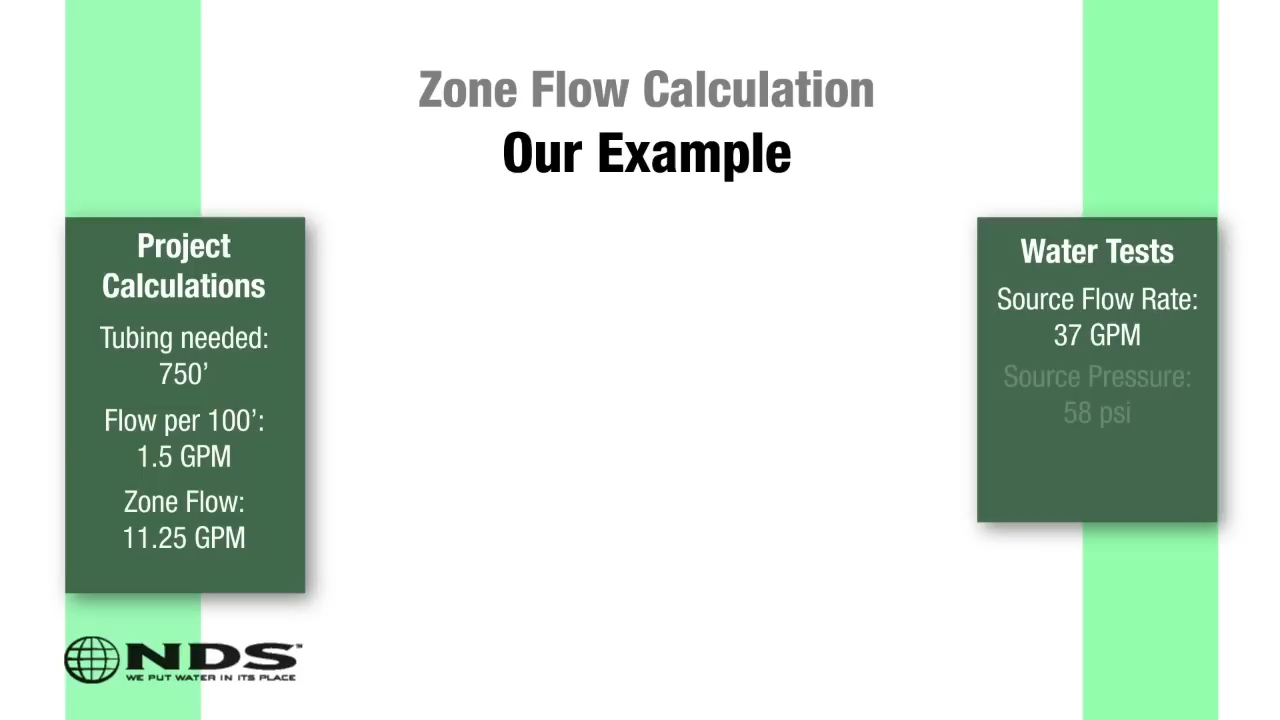 Zone Flow Calculation
Our Example
Project
Calculations
Tubing needed:
750’
Flow per 100’:
1.5 GPM
Zone Flow:
11.25 GPM
Water Tests
Source Flow Rate:
37 GPM
Source Pressure:
58 psi
NDS™
WE PUT WATER IN ITS PLACE